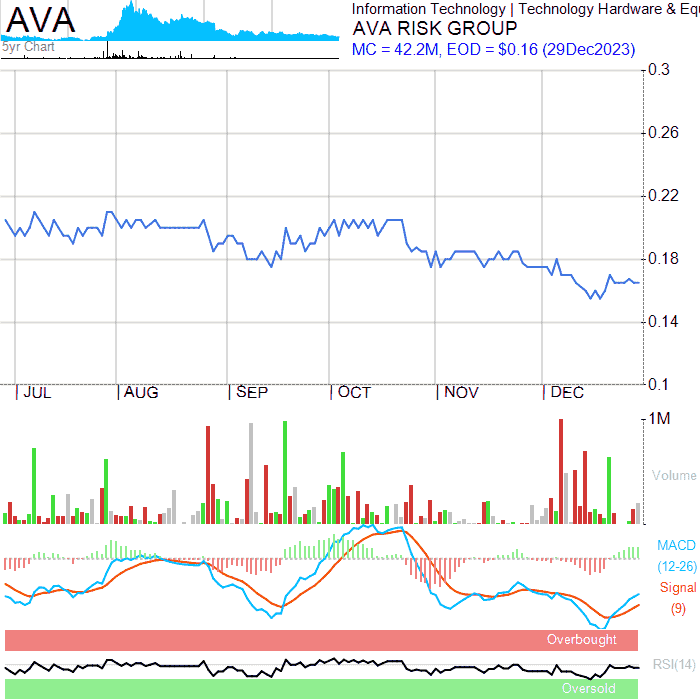 AVA
5yr Chart
Information Technology | Technology Hardware & Equ
AVA RISK GROUP
MC = 42.2M, EOD = $0.16 (29Dec2023)
0.3
0.26
0.22
0.18
0.14
0.1
JUL AUG SEP OCT NOV DEC
1M
Volume
MACD
(12-26)
Signal
(9)
Overbought
RSI(14)
Oversold